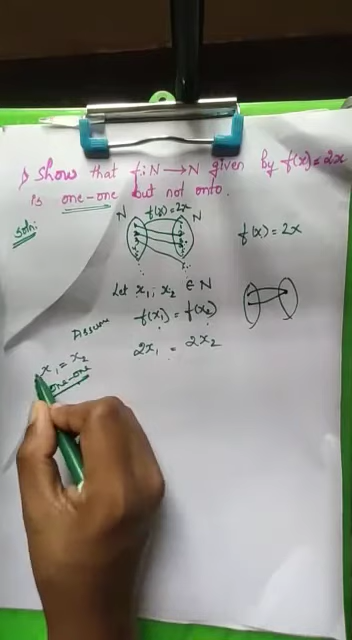 1) Show that f: N → N given by f(x) = 2x
is one-one but not onto.
Soln:
f(x) = 2x
N N
f(x) = 2x
Let x₁, x₂ ∈ N
Assume f(x₁) = f(x₂)
2x₁ = 2x₂
x₁ = x₂
one-one